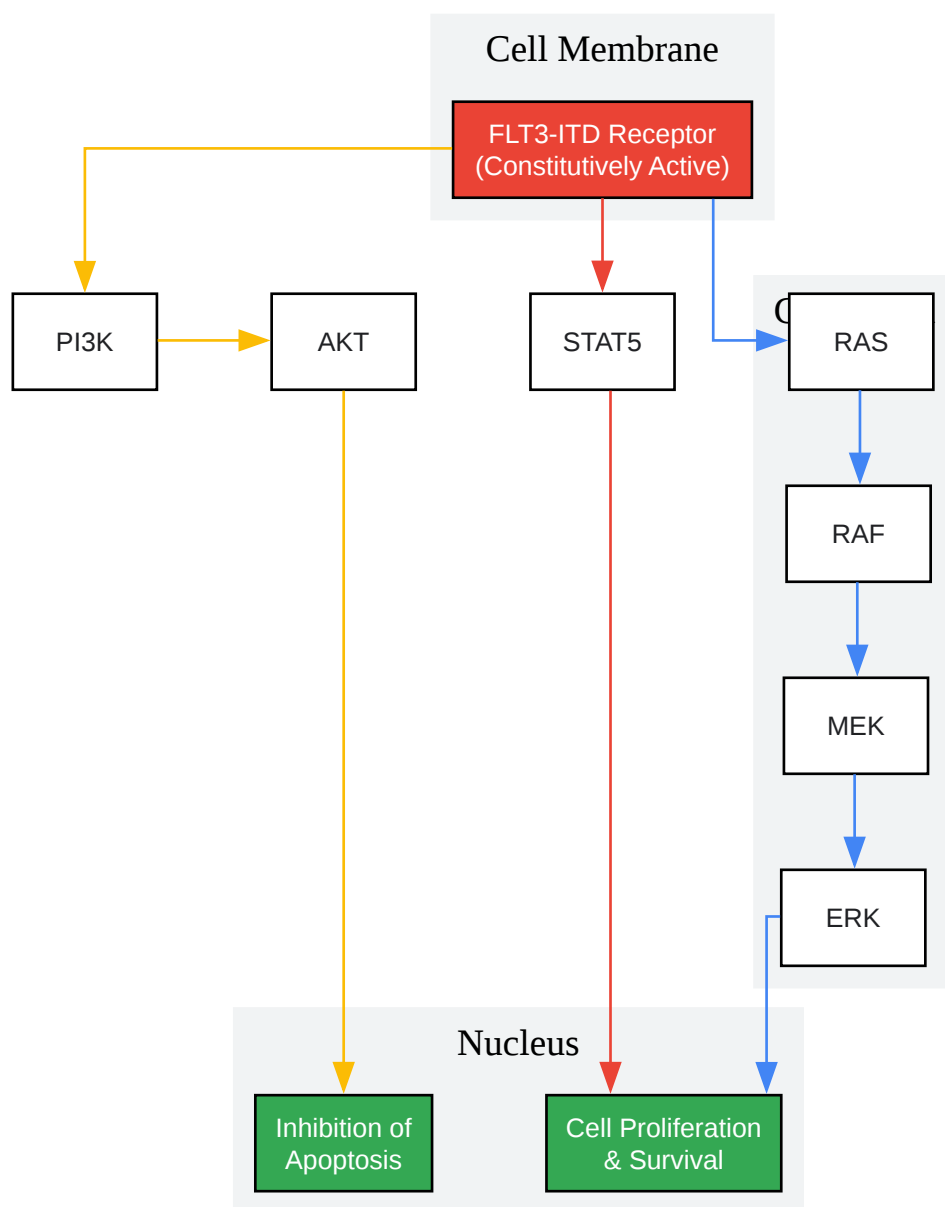 Cell Membrane
FLT3-ITD Receptor
(Constitutively Active)
PI3K
AKT
STAT5
RAS
RAF
MEK
ERK
Nucleus
Inhibition of
Apoptosis
Cell Proliferation
& Survival